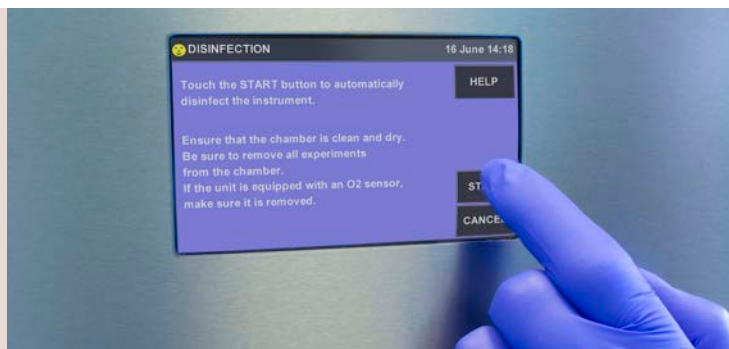 DISINFECTION
16 June 14:18
Touch the START button to automatically
disinfect the instrument.
HELP
Ensure that the chamber is clean and dry.
Be sure to remove all experiments
from the chamber.
If the unit is equipped with an O2 sensor,
make sure it is removed.